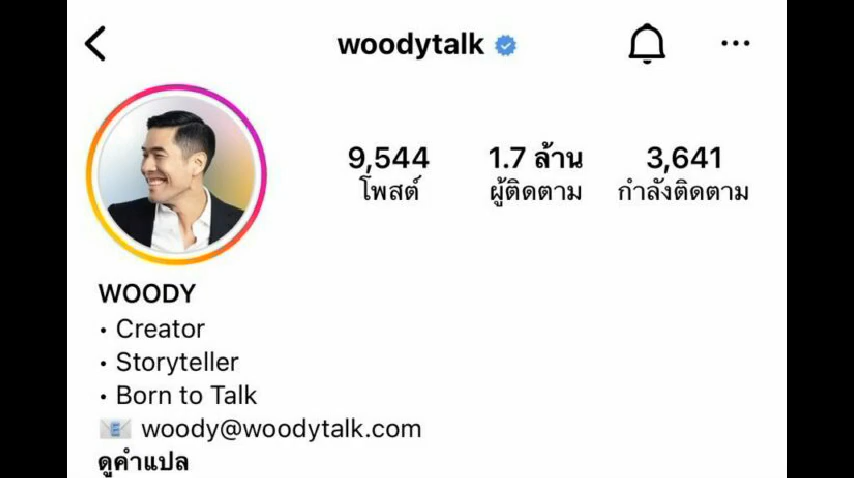 woodytalk
9,544 1.7 ล้าน 3,641
โพสต์ ผู้ติดตาม กำลังติดตาม
WOODY
• Creator
• Storyteller
• Born to Talk
📧 woody@woodytalk.com
ดูคำแปล